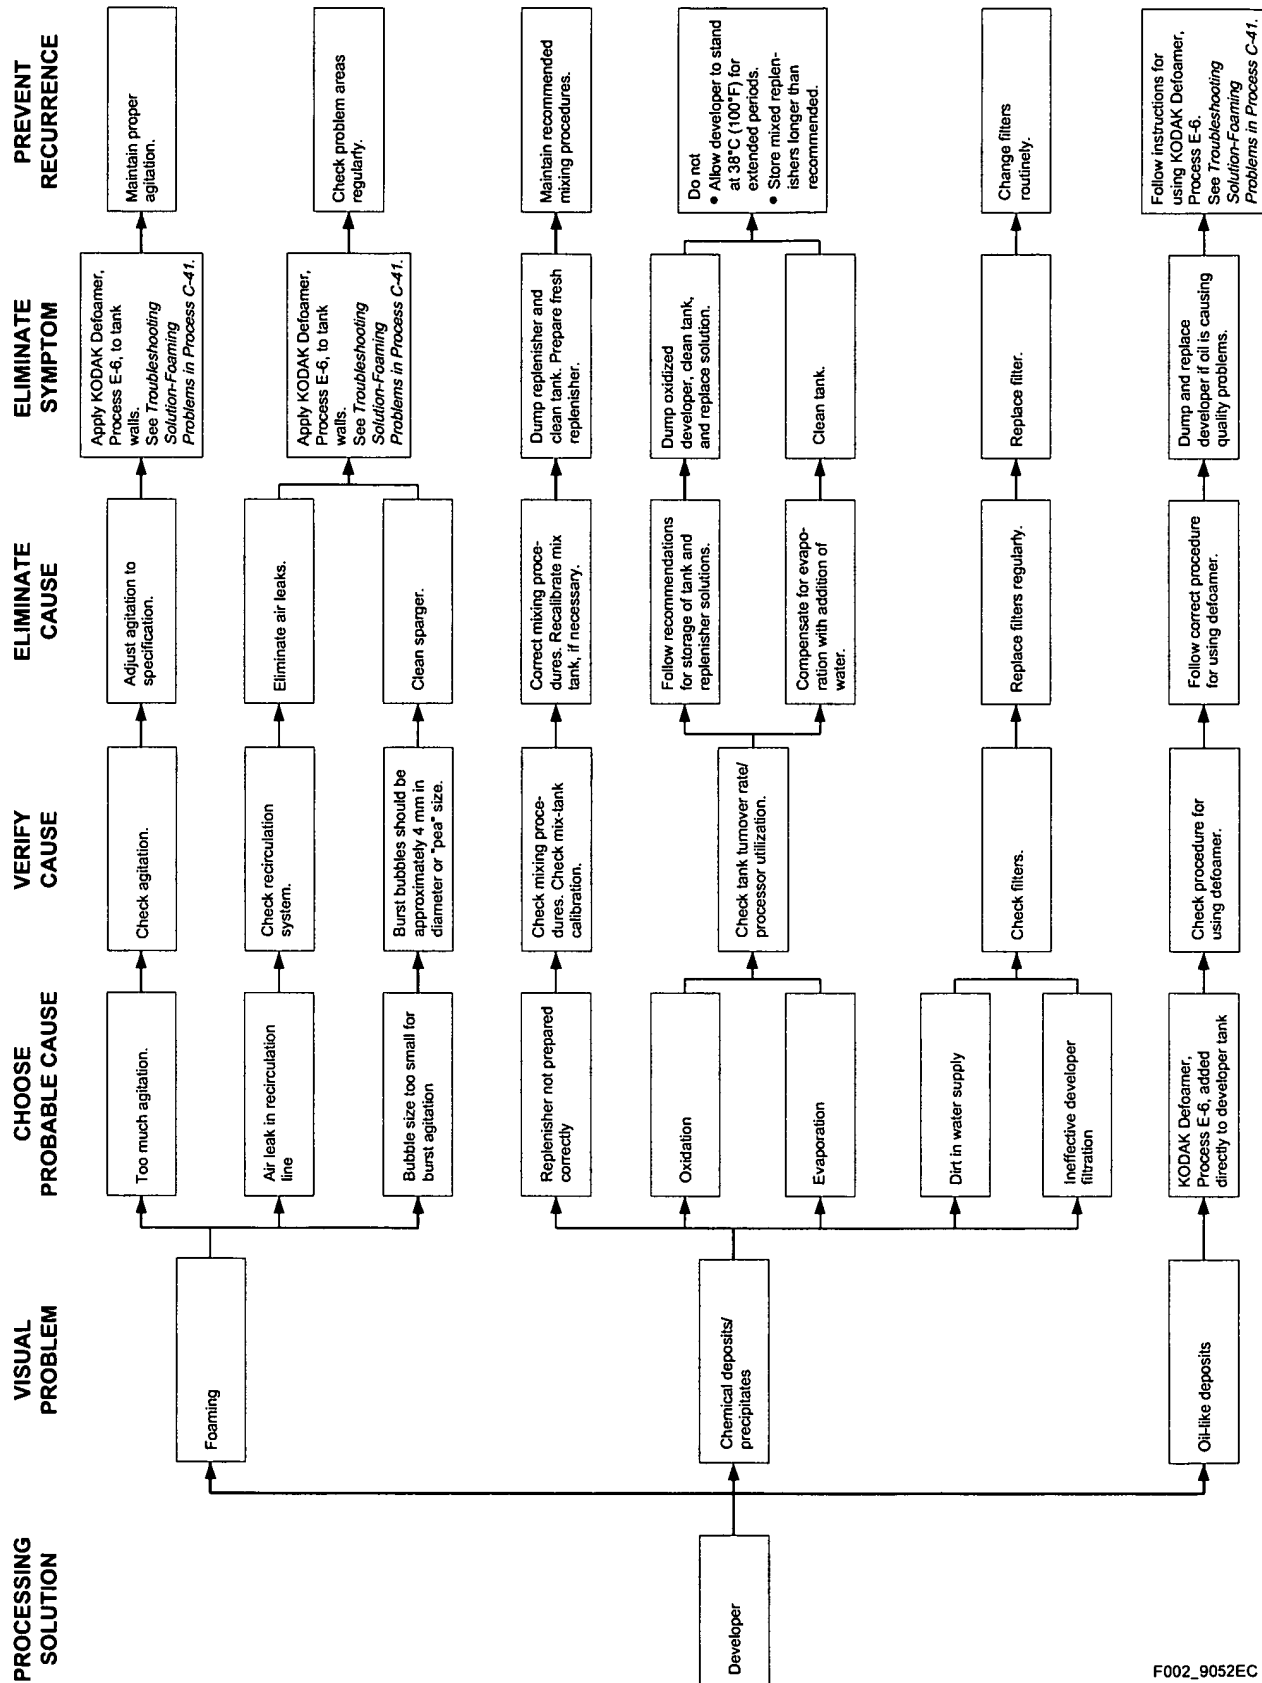 PROCESSING
SOLUTION
VISUAL
PROBLEM
CHOOSE
PROBABLE CAUSE
VERIFY
CAUSE
ELIMINATE
CAUSE
ELIMINATE
SYMPTOM
PREVENT
RECURRENCE
Developer
Foaming
Too much agitation.
Check agitation.
Adjust agitation to
specification.
Apply KODAK Defoamer,
Process E-6, to tank
walls.
See Troubleshooting
Solution-Foaming
Problems in Process C-41.
Maintain proper
agitation.
Air leak in recirculation
line
Check recirculation
system.
Eliminate air leaks.
Bubble size too small for
burst agitation
Burst bubbles should be
approximately 4 mm in
diameter or "pea" size.
Clean sparger.
Apply KODAK Defoamer,
Process E-6, to tank
walls.
See Troubleshooting
Solution-Foaming
Problems in Process C-41.
Check problem areas
regularly.
Chemical deposits/
precipitates
Replenisher not prepared
correctly
Check mixing proce-
dures. Check mix-tank
calibration.
Correct mixing proce-
dures. Recalibrate mix
tank, if necessary.
Dump replenisher and
clean tank. Prepare fresh
replenisher.
Maintain recommended
mixing procedures.
Oxidation
Evaporation
Check tank turnover rate/
processor utilization.
Follow recommendations
for storage of tank and
replenisher solutions.
Dump oxidized
developer, clean tank,
and replace solution.
Compensate for evapo-
ration with addition of
water.
Clean tank.
Do not
• Allow developer to stand
at 38°C (100°F) for
extended periods.
• Store mixed replen-
ishers longer than
recommended.
Dirt in water supply
Ineffective developer
filtration
Check filters.
Replace filters regularly.
Replace filter.
Change filters
routinely.
Oil-like deposits
KODAK Defoamer,
Process E-6, added
directly to developer tank
Check procedure for
using defoamer.
Follow correct procedure
for using defoamer.
Dump and replace
developer if oil is causing
quality problems.
Follow instructions for
using KODAK Defoamer,
Process E-6.
See Troubleshooting
Solution-Foaming
Problems in Process C-41.
F002_9052EC